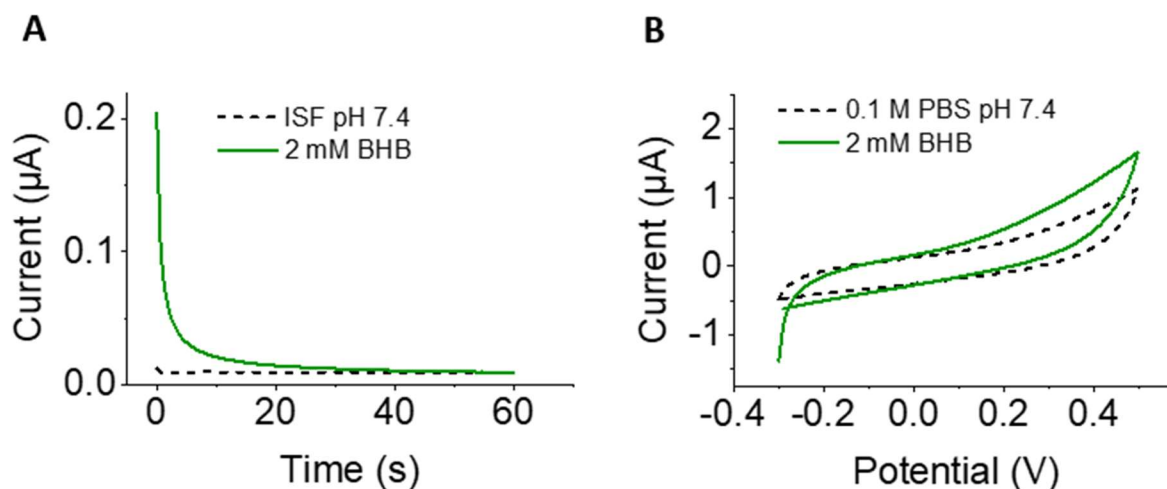 A
ISF pH 7.4
2 mM BHB
Current (µA)
0.2
0.1
0.0
0
20
40
60
Time (s)
B
0.1 M PBS pH 7.4
2 mM BHB
Current (µA)
2
1
0
-1
-0.4
-0.2
0.0
0.2
0.4
Potential (V)